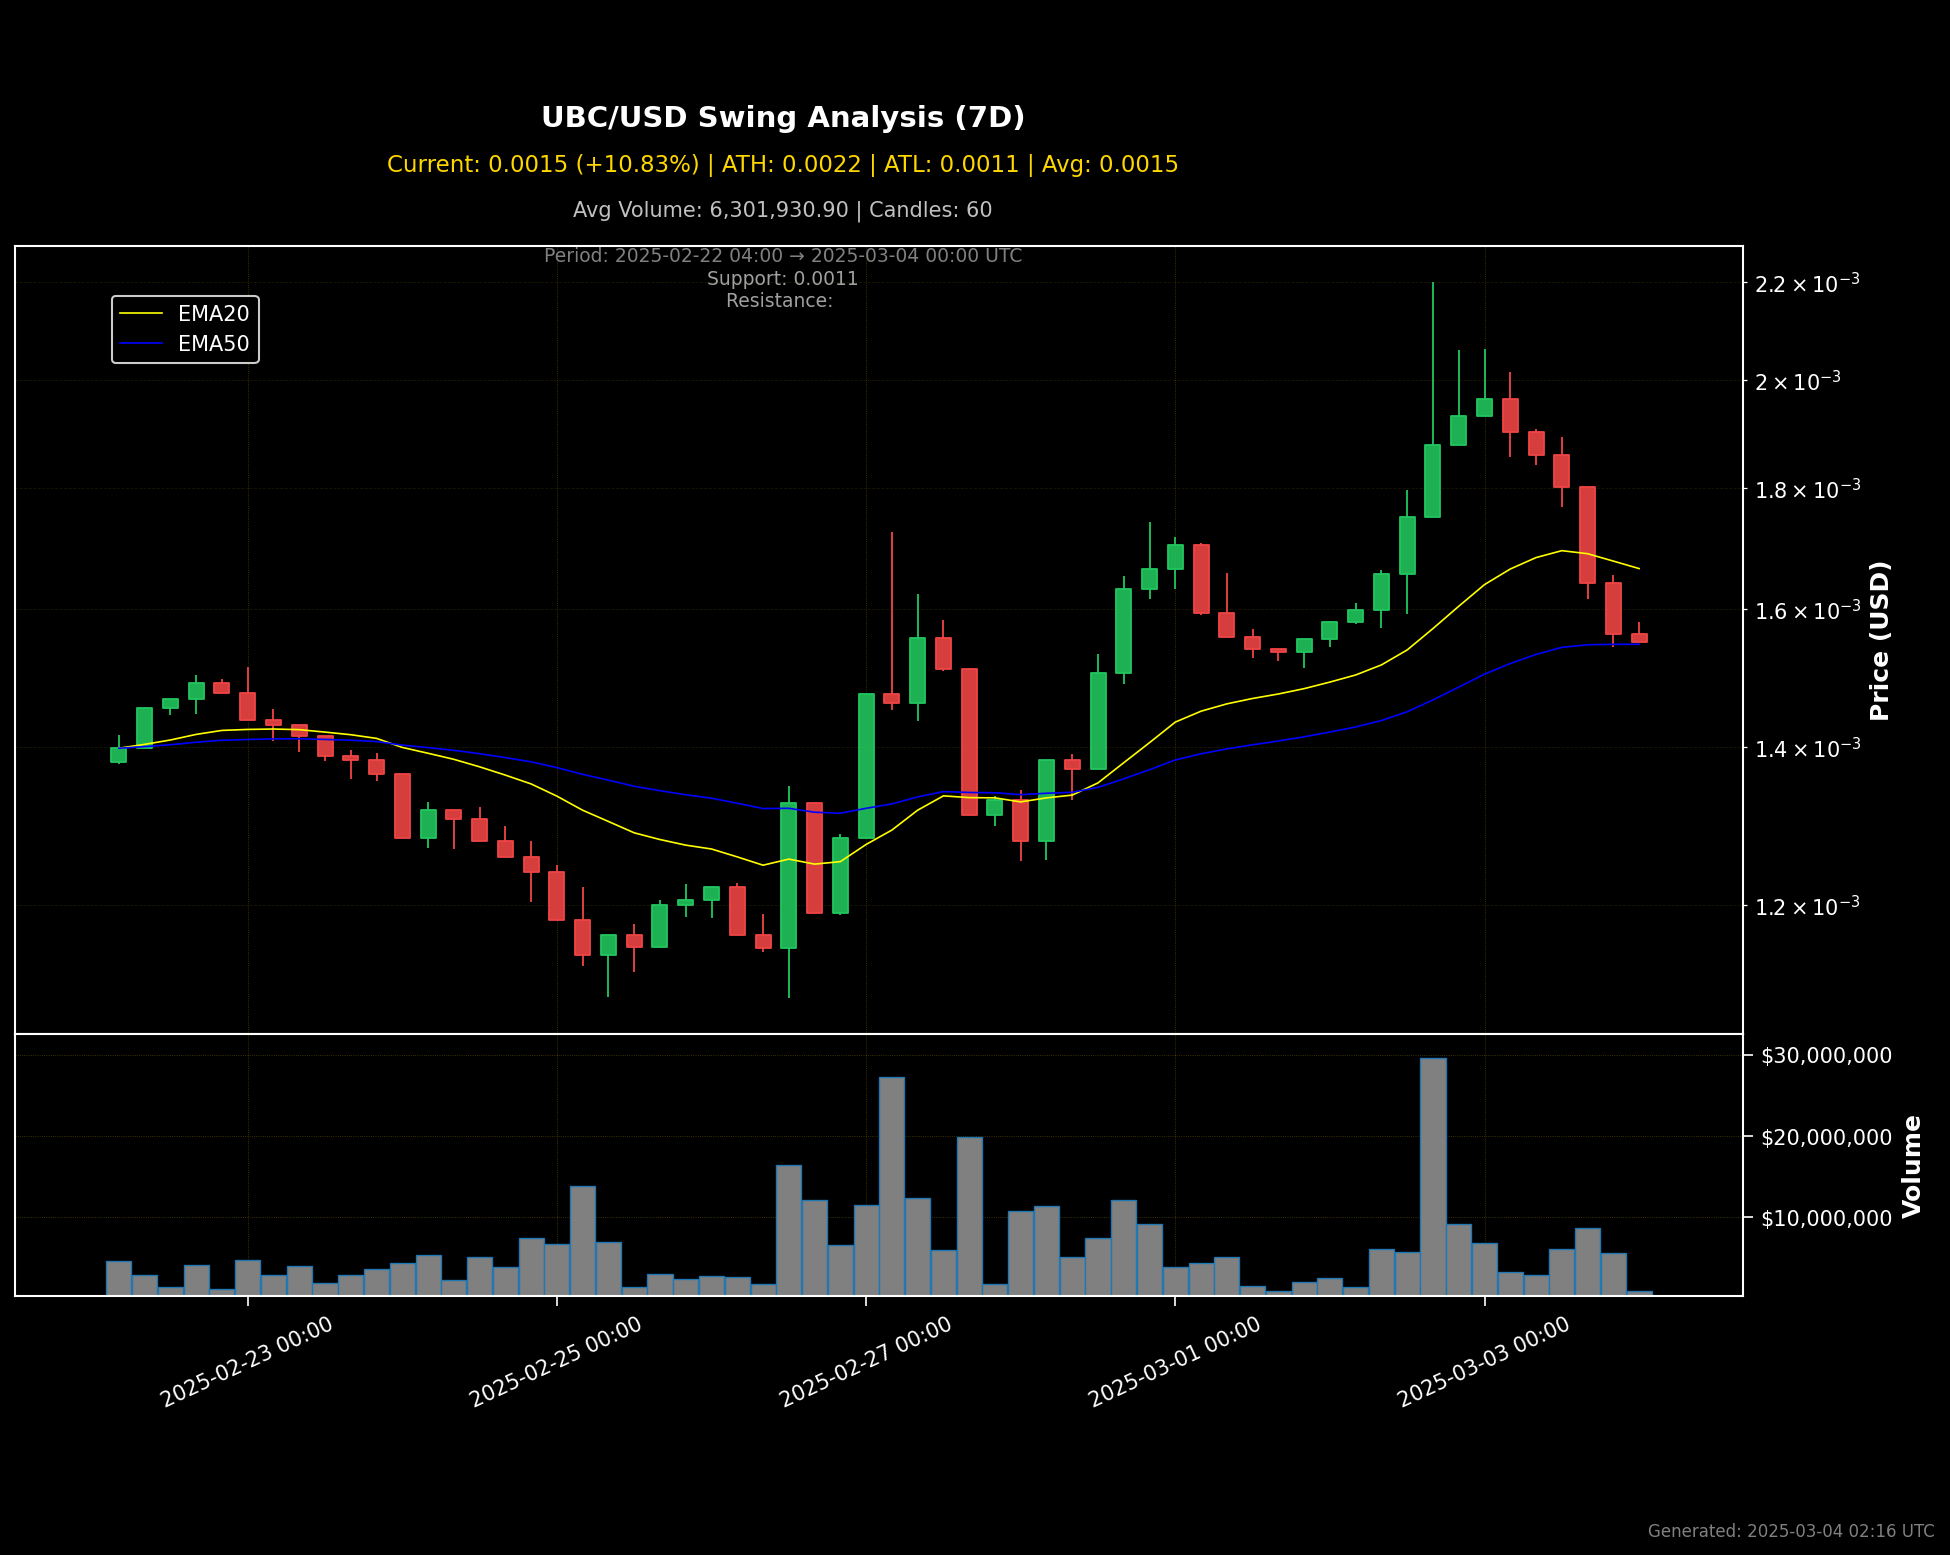 UBC/USD Swing Analysis (7D)
Current: 0.0015 (+10.83%) | ATH: 0.0022 | ATL: 0.0011 | Avg: 0.0015
Avg Volume: 6,301,930.90 | Candles: 60
Period: 2025-02-22 04:00 → 2025-03-04 00:00 UTC
Support: 0.0011
Resistance:
EMA20
EMA50
2.2 × 10⁻³
2 × 10⁻³
1.8 × 10⁻³
1.6 × 10⁻³
1.4 × 10⁻³
1.2 × 10⁻³
Price (USD)
$30,000,000
$20,000,000
$10,000,000
Volume
2025-02-23 00:00
2025-02-25 00:00
2025-02-27 00:00
2025-03-01 00:00
2025-03-03 00:00
Generated: 2025-03-04 02:16 UTC